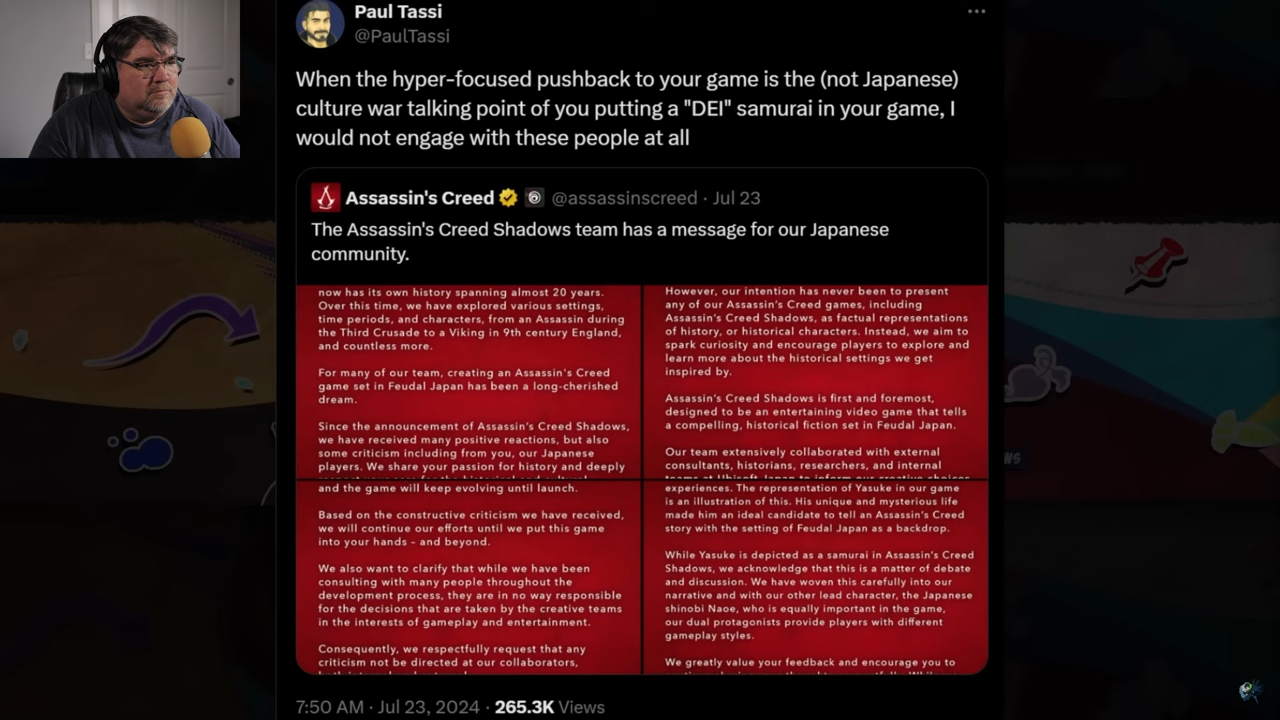 Paul Tassi
@PaulTassi
When the hyper-focused pushback to your game is the (not Japanese)
culture war talking point of you putting a "DEI" samurai in your game, I
would not engage with these people at all
Assassin's Creed @assassinscreed · Jul 23
The Assassin's Creed Shadows team has a message for our Japanese
community.
now has its own history spanning almost 20 years.
Over this time, we have explored various settings,
time periods, and characters, from an Assassin during
the Third Crusade to a Viking in 9th century England,
and countless more.
For many of our team, creating an Assassin's Creed
game set in Feudal Japan has been a long-cherished
dream.
Since the announcement of Assassin's Creed Shadows,
we have received many positive reactions, but also
some criticism including from you, our Japanese
players. We share your passion for history and deeply
However, our intention has never been to present
any of our Assassin's Creed games, including
Assassin's Creed Shadows, as factual representations
of history, or historical characters. Instead, we aim to
spark curiosity and encourage players to explore and
learn more about the historical settings we get
inspired by.
Assassin's Creed Shadows is first and foremost,
designed to be an entertaining video game that tells
a compelling, historical fiction set in Feudal Japan.
Our team extensively collaborated with external
consultants, historians, researchers, and internal
teams at Ubisoft Japan to inform our creative choices
and the game will keep evolving until launch.
Based on the constructive criticism we have received,
we will continue our efforts until we put this game
into your hands - and beyond.
We also want to clarify that while we have been
consulting with many people throughout the
development process, they are in no way responsible
for the decisions that are taken by the creative teams
in the interests of gameplay and entertainment.
Consequently, we respectfully request that any
criticism not be directed at our collaborators,
experiences. The representation of Yasuke in our game
is an illustration of this. His unique and mysterious life
made him an ideal candidate to tell an Assassin's Creed
story with the setting of Feudal Japan as a backdrop.
While Yasuke is depicted as a samurai in Assassin's Creed
Shadows, we acknowledge that this is a matter of debate
and discussion. We have woven this carefully into our
narrative and with our other lead character, the Japanese
shinobi Naoe, who is equally important in the game,
our dual protagonists provide players with different
gameplay styles.
We greatly value your feedback and encourage you to
7:50 AM · Jul 23, 2024 · 265.3K Views